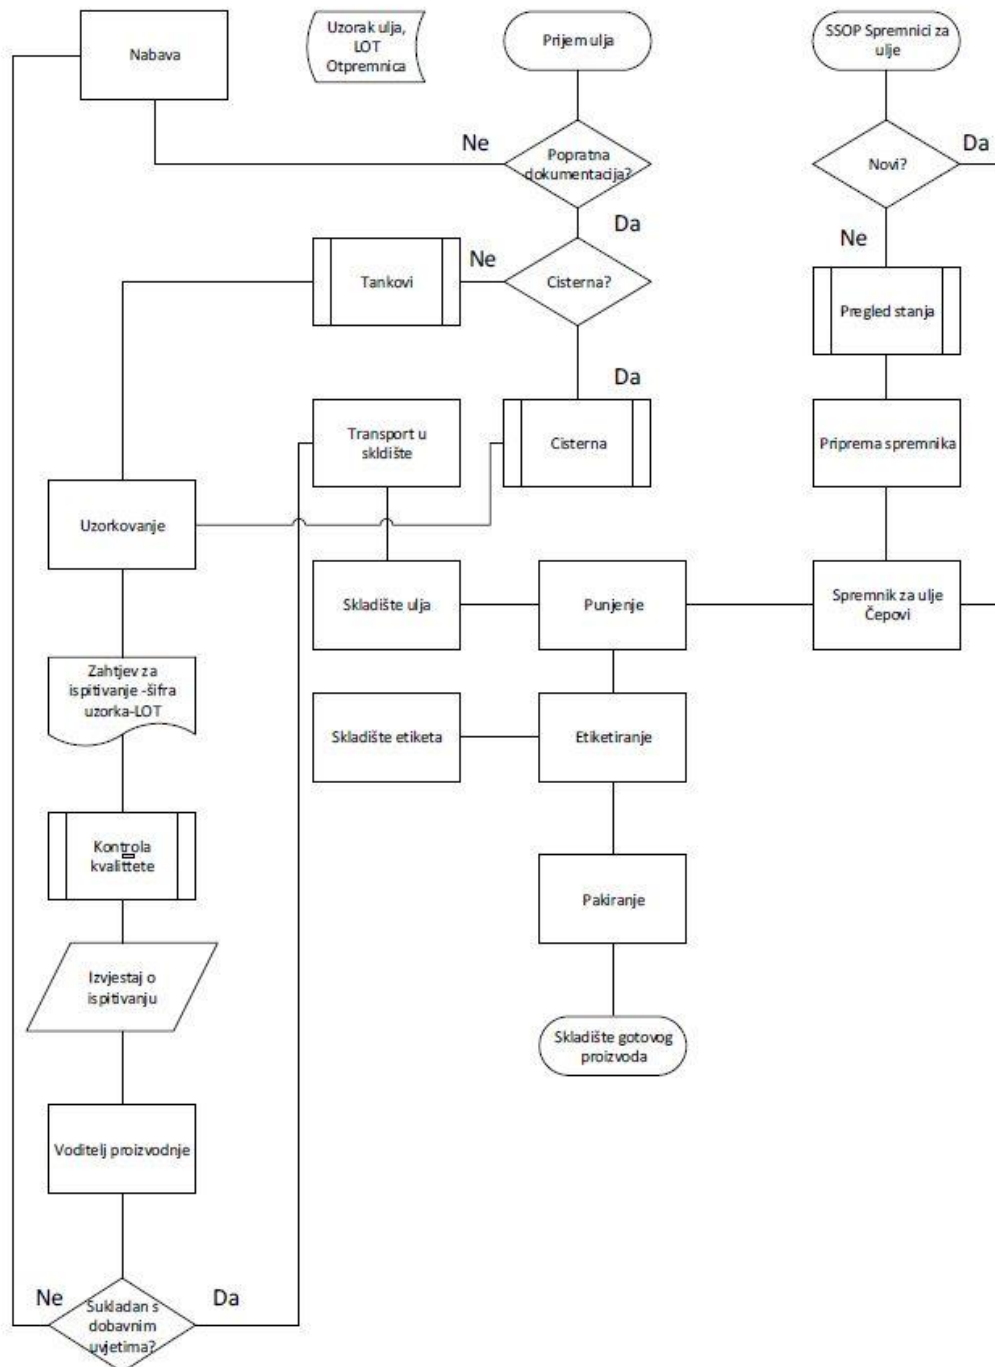 Nabava
Uzorak ulja,
LOT
Otpremnica
Prijem ulja
SSOP Spremnici za
ulje
Ne
Popratna
dokumentacija?
Novi?
Da
Da
Ne
Tankovi
Ne
Cisterna?
Pregled stanja
Da
Transport u
skldište
Cisterna
Priprema spremnika
Uzorkovanje
Skladište ulja
Punjenje
Spremnik za ulje
Čepovi
Zahtjev za
ispitivanje -šifra
uzorka-LOT
Skladište etiketa
Etiketiranje
Kontrola
kvalittete
Pakiranje
Izvjestaj o
ispitivanju
Skladište gotovog
proizvoda
Voditelj proizvodnje
Ne
Da
Sukladan s
dobavnim
uvjetima?